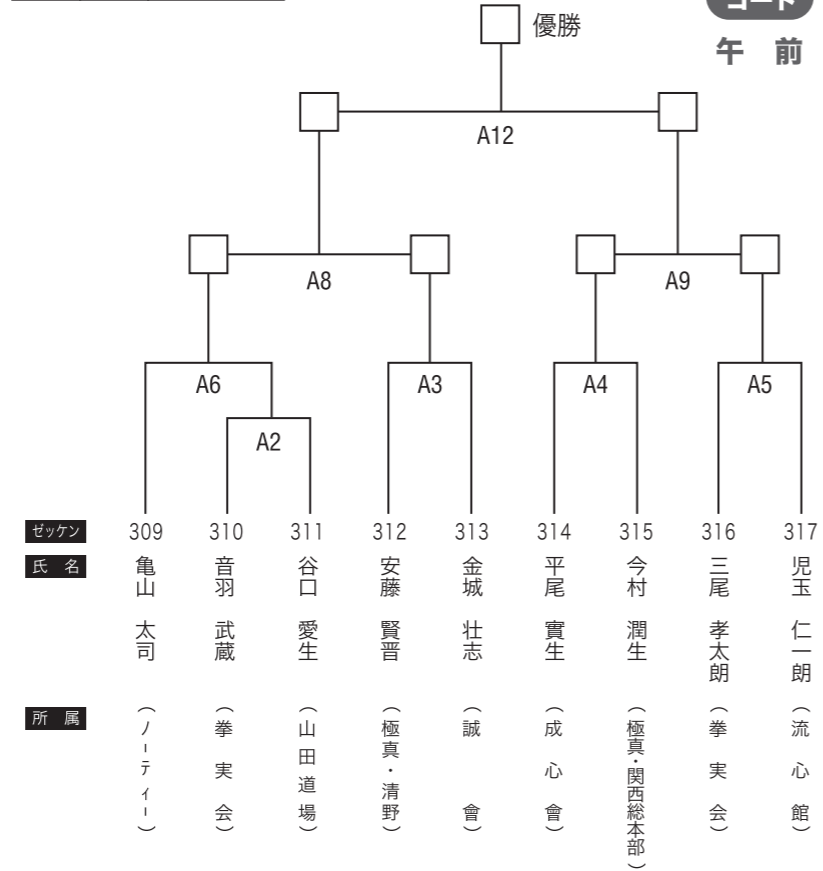 コート
午 前
優勝
A12
A8
A9
A6
A3
A4
A5
A2
ゼッケン 309 310 311 312 313 314 315 316 317
氏 名
亀山 太司
音羽 武蔵
谷口 愛生
安藤 賢晋
金城 壮志
平尾 實生
今村 潤生
三尾 孝太朗
児玉 仁一朗
所 属
（ノーティー）
（拳実会）
（山田道場）
（極真・清野）
（誠會）
（成心會）
（極真・関西総本部）
（拳実会）
（流心館）